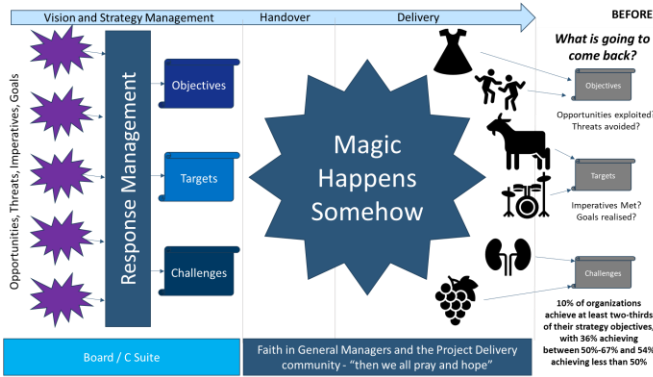 Vision and Strategy Management
Handover
Delivery
BEFORE
Opportunities, Threats, Imperatives, Goals
Response Management
Objectives
Targets
Challenges
Magic
Happens
Somehow
What is going to
come back?
Objectives
Opportunities exploited?
Threats avoided?
Targets
Imperatives Met?
Goals realised?
Challenges
10% of organizations
achieve at least two-thirds
of their strategy objectives,
with 36% achieving
between 50%-67% and 54%
achieving less than 50%
Board / C Suite
Faith in General Managers and the Project Delivery
community - “then we all pray and hope”